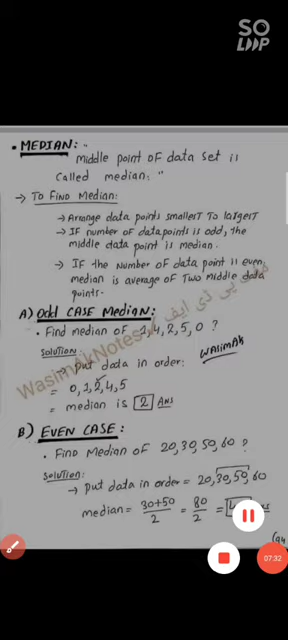 SO
LOOP
• MEDIAN:"
middle point of data set is
called median."
→ To Find Median:
→ Arrange data points smallest to largest
→ If number of datapoints is odd, the
middle data point is median.
→ If the number of data point is even,
median is average of two middle data
points.
A) Odd CASE Median:
• Find median of 1,4,2,5,0?
Solution
→ put data in order:
WASIMAK
= 0,1,2,4,5
= median is 2 Ans
WasimAkNotes پی ڈی ایف
B) EVEN CASE:
• Find Median of 20,30,50,60?
Solution:
→ put data in order = 20,30,50,60
median = 30+50/2 = 80/2 =
07:32